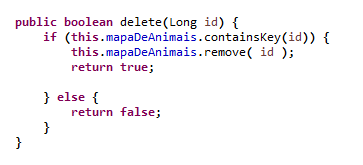 public boolean delete(Long id) {
    if (this.mapaDeAnimais.containsKey(id)) {
        this.mapaDeAnimais.remove( id );
        return true;

    } else {
        return false;
    }
}